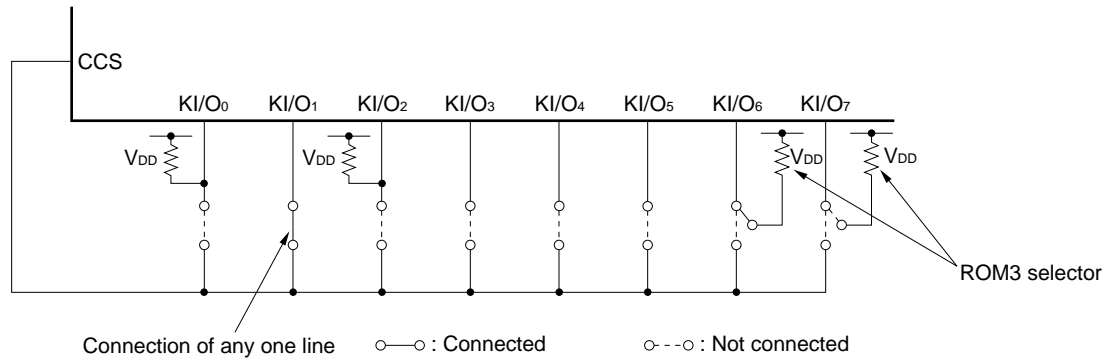 CCS
KI/O0 KI/O1 KI/O2 KI/O3 KI/O4 KI/O5 KI/O6 KI/O7
VDD VDD VDD VDD
ROM3 selector
Connection of any one line : Connected : Not connected